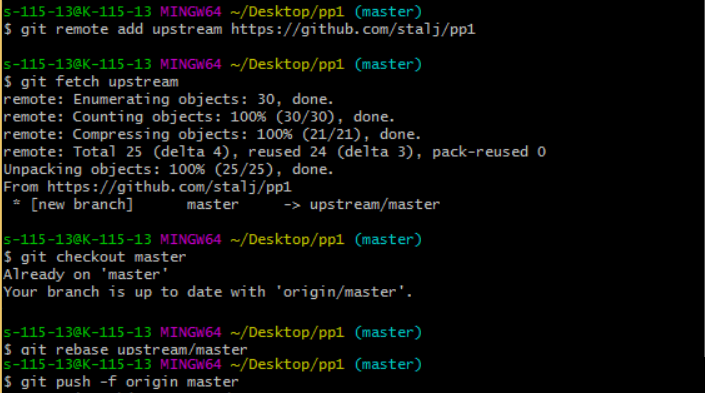 s-115-13@K-115-13 MINGW64 ~/Desktop/pp1 (master)
$ git remote add upstream https://github.com/stalj/pp1
s-115-13@K-115-13 MINGW64 ~/Desktop/pp1 (master)
$ git fetch upstream
remote: Enumerating objects: 30, done.
remote: Counting objects: 100% (30/30), done.
remote: Compressing objects: 100% (21/21), done.
remote: Total 25 (delta 4), reused 24 (delta 3), pack-reused 0
Unpacking objects: 100% (25/25), done.
From https://github.com/stalj/pp1
 * [new branch]      master     -> upstream/master
s-115-13@K-115-13 MINGW64 ~/Desktop/pp1 (master)
$ git checkout master
Already on 'master'
Your branch is up to date with 'origin/master'.
s-115-13@K-115-13 MINGW64 ~/Desktop/pp1 (master)
$ git rebase upstream/master
s-115-13@K-115-13 MINGW64 ~/Desktop/pp1 (master)
$ git push -f origin master